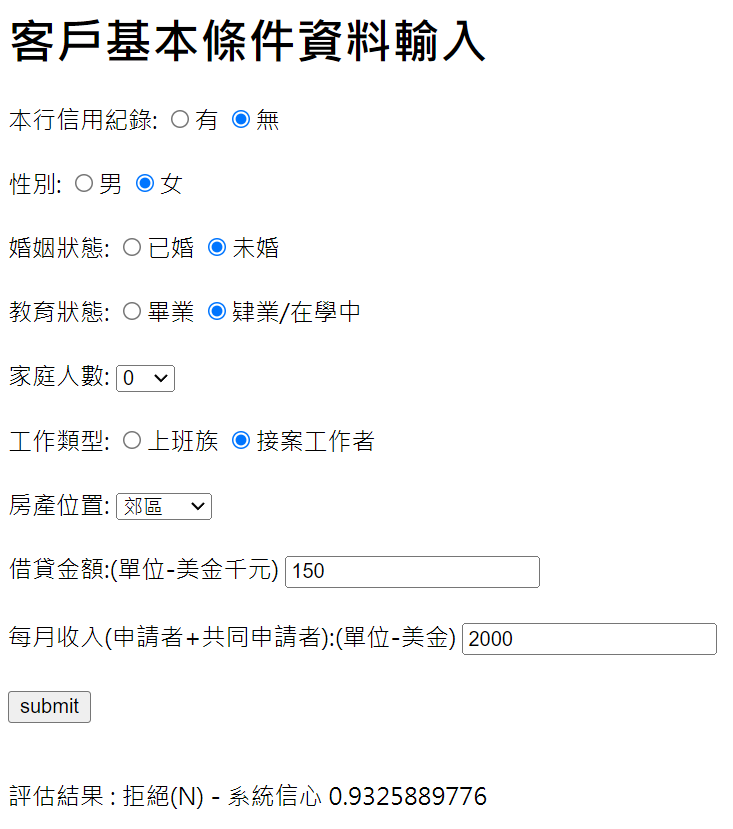 客戶基本條件資料輸入
本行信用紀錄: 有 無
性別: 男 女
婚姻狀態: 已婚 未婚
教育狀態: 畢業 肄業/在學中
家庭人數: 0
工作類型: 上班族 接案工作者
房產位置: 郊區
借貸金額:(單位-美金千元) 150
每月收入(申請者+共同申請者):(單位-美金) 2000
submit
評估結果 : 拒絕(N) - 系統信心 0.9325889776